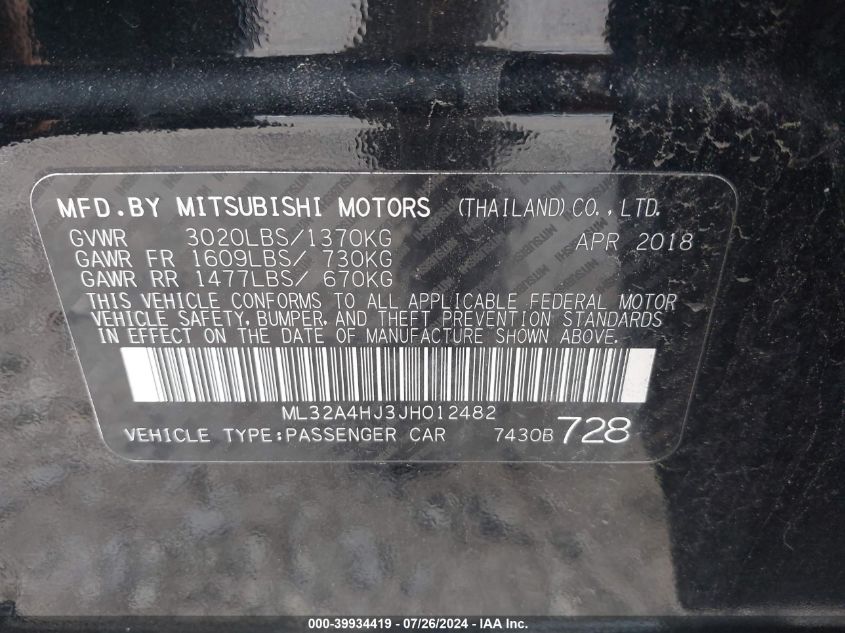 MFD.BY MITSUBISHI MOTORS (THAILAND)CO.,LTD.
GVWR 3020LBS/1370KG APR 2018
GAWR FR 1609LBS/ 730KG
GAWR RR 1477LBS/ 670KG
THIS VEHICLE CONFORMS TO ALL APPLICABLE FEDERAL MOTOR
VEHICLE SAFETY, BUMPER, AND THEFT PREVENTION STANDARDS
IN EFFECT ON THE DATE OF MANUFACTURE SHOWN ABOVE.
ML32A4HJ3JH012482
VEHICLE TYPE:PASSENGER CAR 7430B 728
000-39934419 / 07/26/2024 - IAA Inc.